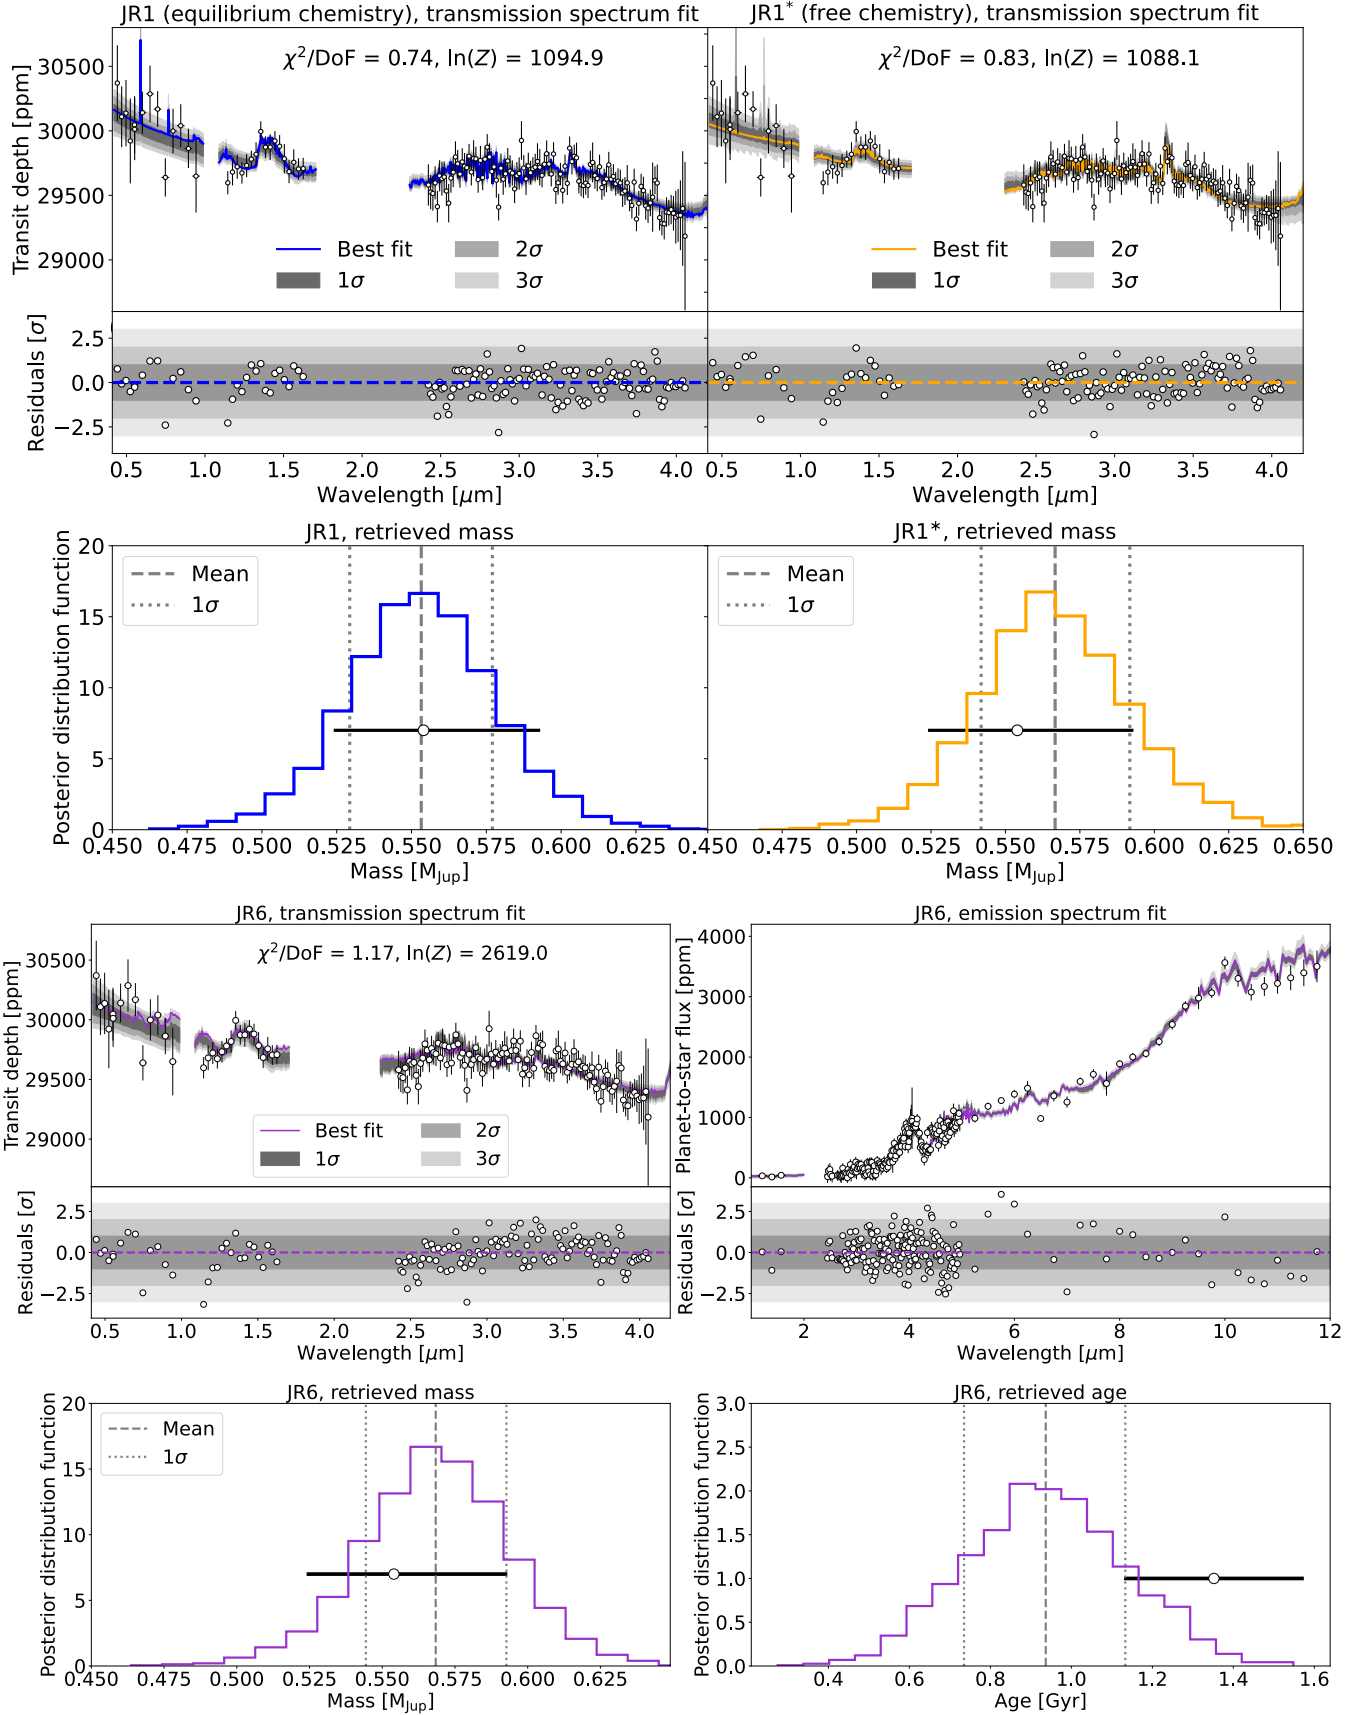 JR1 (equilibrium chemistry), transmission spectrum fit
JR1* (free chemistry), transmission spectrum fit
χ²/DoF = 0.74, ln(Z) = 1094.9
χ²/DoF = 0.83, ln(Z) = 1088.1
Transit depth [ppm]
30500
30000
29500
29000
Best fit
1σ
2σ
3σ
Best fit
1σ
2σ
3σ
Residuals [σ]
2.5
0.0
−2.5
0.5 1.0 1.5 2.0 2.5 3.0 3.5 4.0
0.5 1.0 1.5 2.0 2.5 3.0 3.5 4.0
Wavelength [μm]
Wavelength [μm]
JR1, retrieved mass
JR1*, retrieved mass
Posterior distribution function
20
15
10
5
0
Mean
1σ
Mean
1σ
0.450 0.475 0.500 0.525 0.550 0.575 0.600 0.625 0.450 0.475 0.500 0.525 0.550 0.575 0.600 0.625 0.650
Mass [M_Jup]
Mass [M_Jup]
JR6, transmission spectrum fit
JR6, emission spectrum fit
χ²/DoF = 1.17, ln(Z) = 2619.0
Transit depth [ppm]
30500
30000
29500
29000
Best fit
1σ
2σ
3σ
Planet-to-star flux [ppm]
4000
3000
2000
1000
0
Residuals [σ]
2.5
0.0
−2.5
Residuals [σ]
2.5
0.0
−2.5
0.5 1.0 1.5 2.0 2.5 3.0 3.5 4.0
2 4 6 8 10 12
Wavelength [μm]
Wavelength [μm]
JR6, retrieved mass
JR6, retrieved age
Posterior distribution function
20
15
10
5
0
Mean
1σ
Posterior distribution function
3.0
2.5
2.0
1.5
1.0
0.5
0.0
0.450 0.475 0.500 0.525 0.550 0.575 0.600 0.625
0.4 0.6 0.8 1.0 1.2 1.4 1.6
Mass [M_Jup]
Age [Gyr]